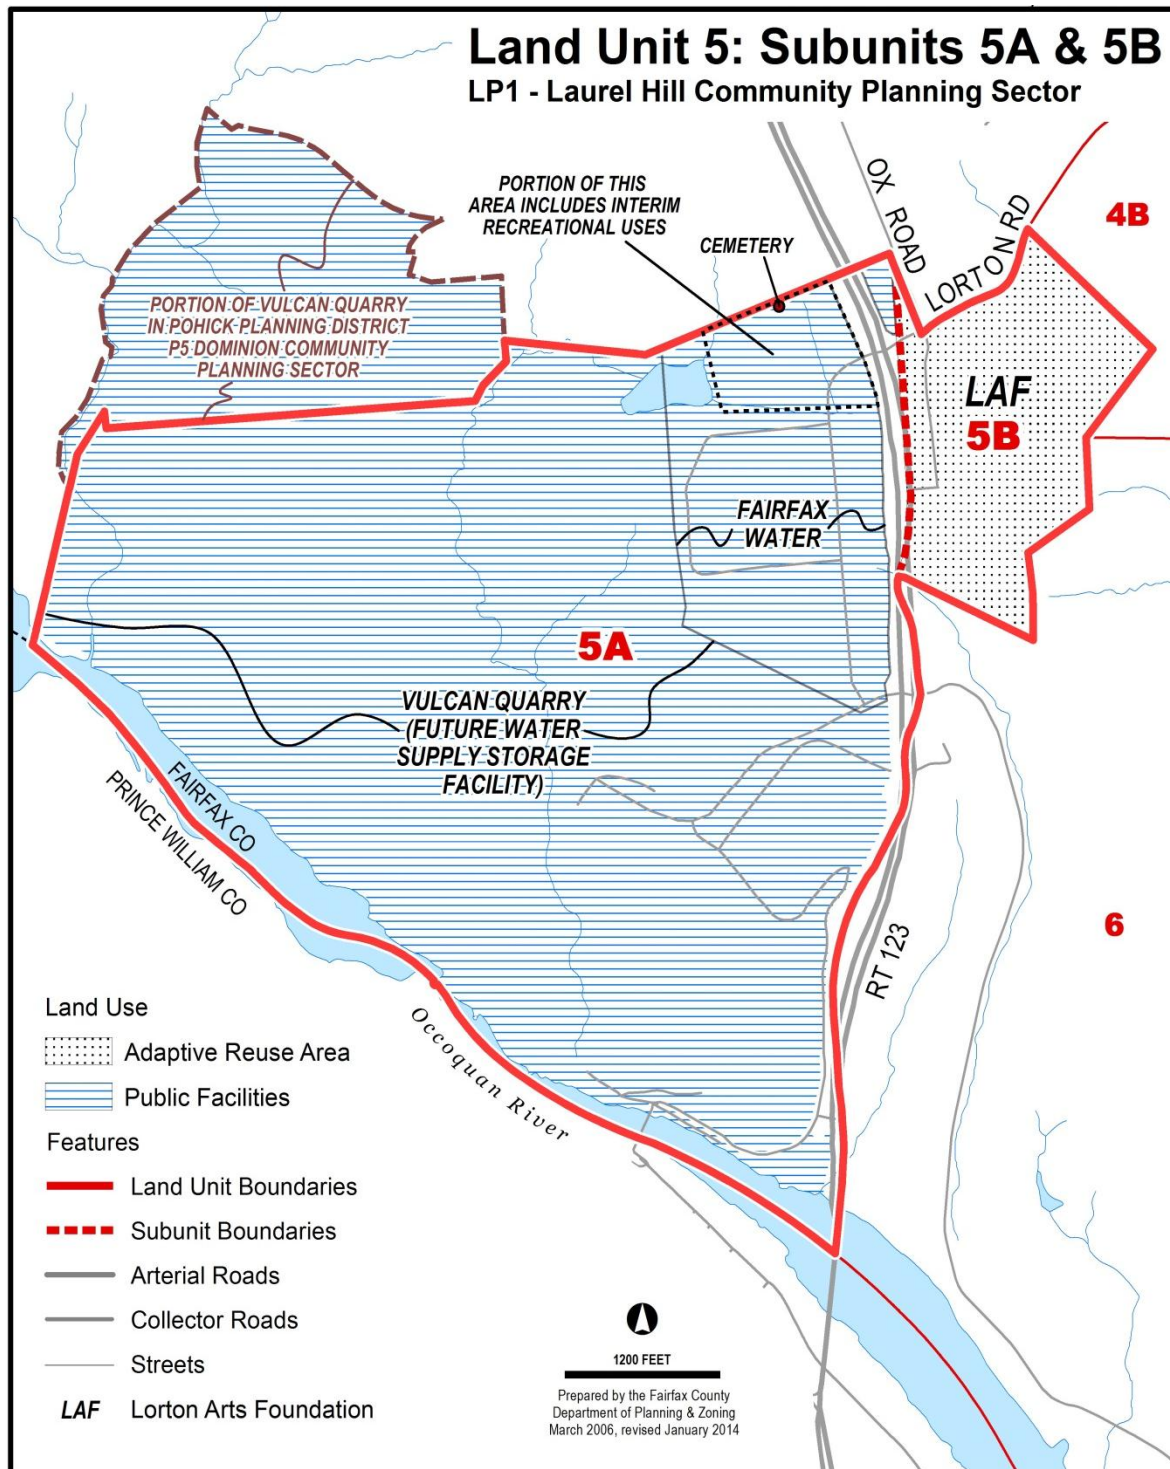 Land Unit 5: Subunits 5A & 5B
LP1 - Laurel Hill Community Planning Sector
PORTION OF THIS
AREA INCLUDES INTERIM
RECREATIONAL USES
CEMETERY
OX ROAD
LORTON RD
4B
PORTION OF VULCAN QUARRY
IN POHICK PLANNING DISTRICT
P5 DOMINION COMMUNITY
PLANNING SECTOR
LAF
5B
FAIRFAX
WATER
5A
VULCAN QUARRY
(FUTURE WATER
SUPPLY STORAGE
FACILITY)
FAIRFAX CO
PRINCE WILLIAM CO
6
RT 123
Occoquan River
Land Use
Adaptive Reuse Area
Public Facilities
Features
Land Unit Boundaries
Subunit Boundaries
Arterial Roads
Collector Roads
Streets
LAF Lorton Arts Foundation
1200 FEET
Prepared by the Fairfax County
Department of Planning & Zoning
March 2006, revised January 2014